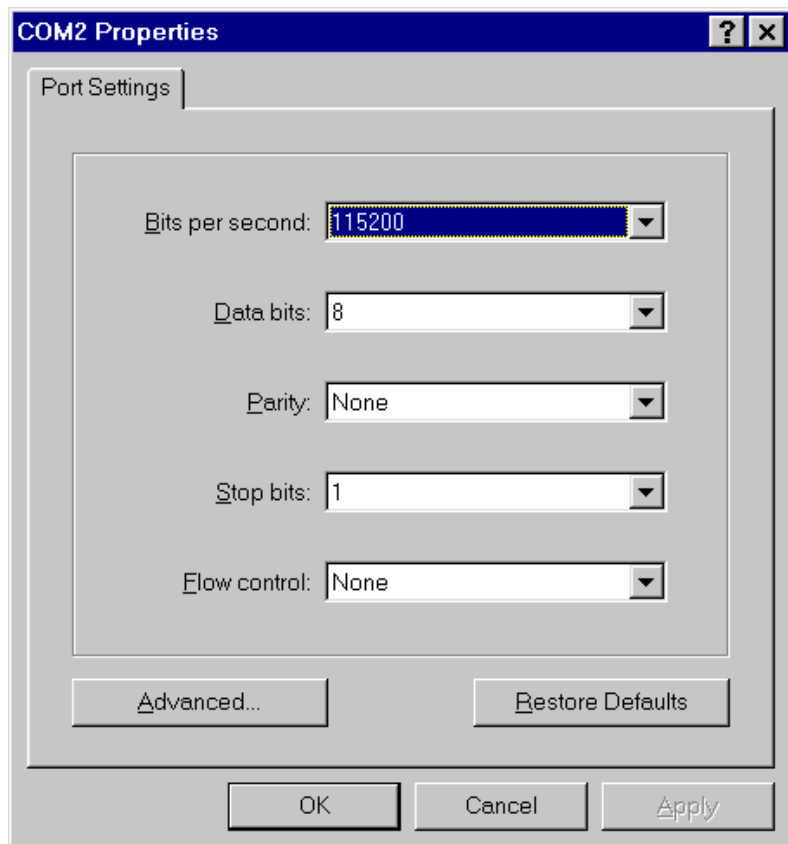 COM2 Properties
Port Settings
Bits per second: 115200
Data bits: 8
Parity: None
Stop bits: 1
Flow control: None
Advanced... Restore Defaults
OK Cancel Apply